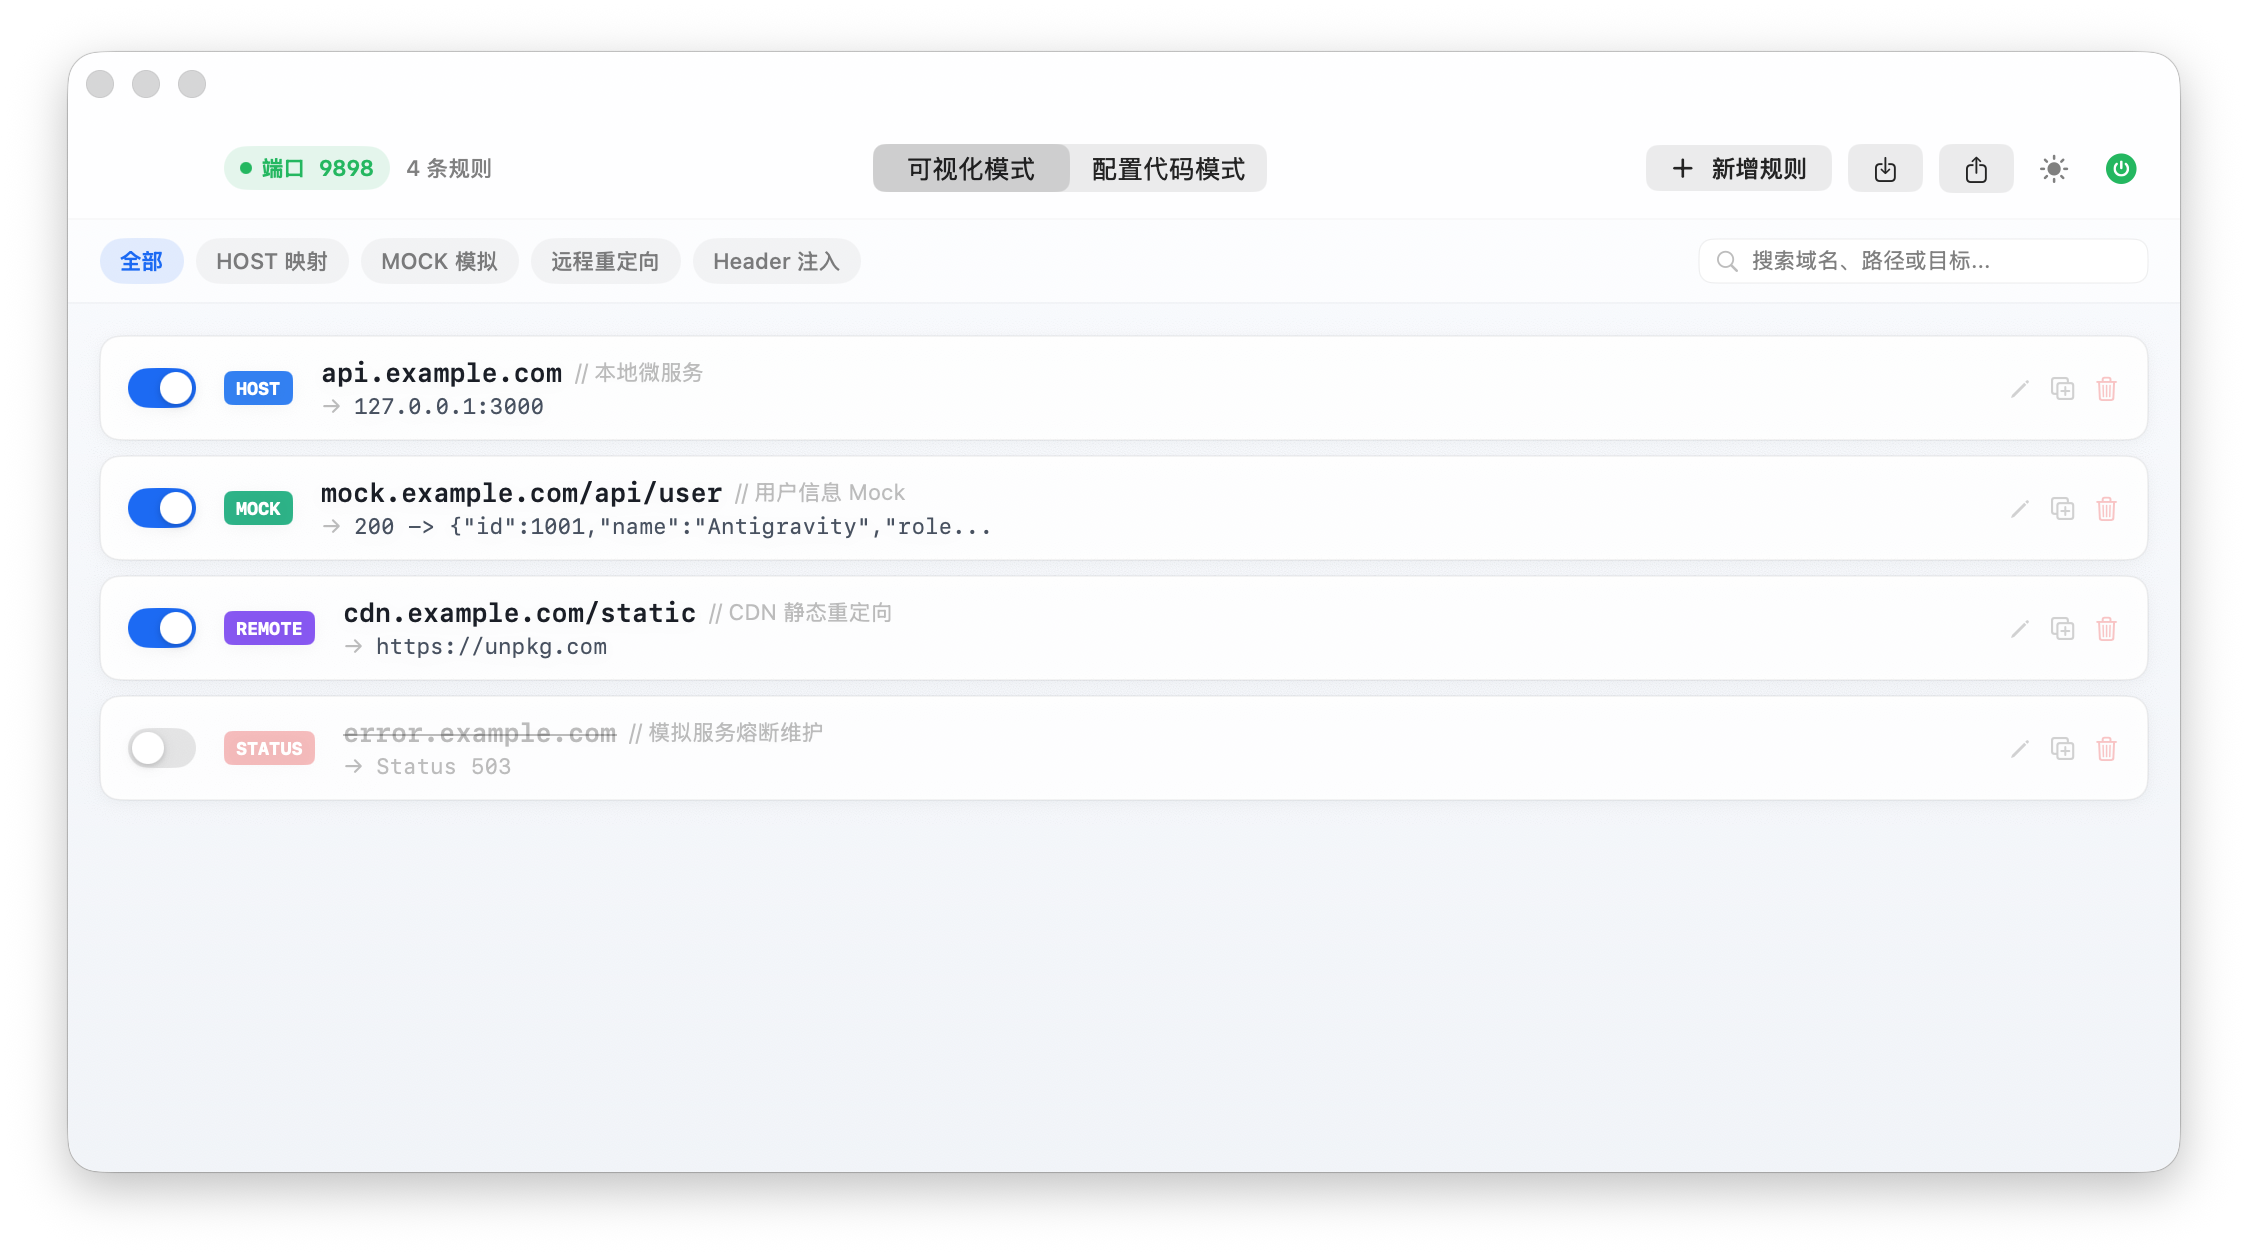 端口 9898 4 条规则 可视化模式 配置代码模式 新增规则
全部 HOST 映射 MOCK 模拟 远程重定向 Header 注入 搜索域名、路径或目标...
HOST api.example.com // 本地微服务
→ 127.0.0.1:3000
MOCK mock.example.com/api/user // 用户信息 Mock
→ 200 —> {"id":1001,"name":"Antigravity","role...
REMOTE cdn.example.com/static // CDN 静态重定向
→ https://unpkg.com
STATUS error.example.com // 模拟服务熔断维护
→ Status 503